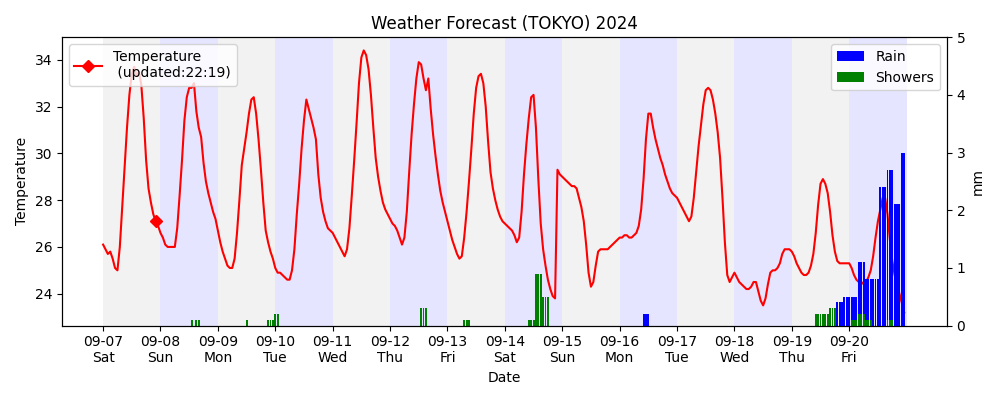 Weather Forecast (TOKYO) 2024
Temperature
(updated:22:19)
Rain
Showers
34
32
30
28
26
24
Temperature
5
4
3
2
1
0
mm
09-07 09-08 09-09 09-10 09-11 09-12 09-13 09-14 09-15 09-16 09-17 09-18 09-19 09-20
Sat Sun Mon Tue Wed Thu Fri Sat Sun Mon Tue Wed Thu Fri
Date